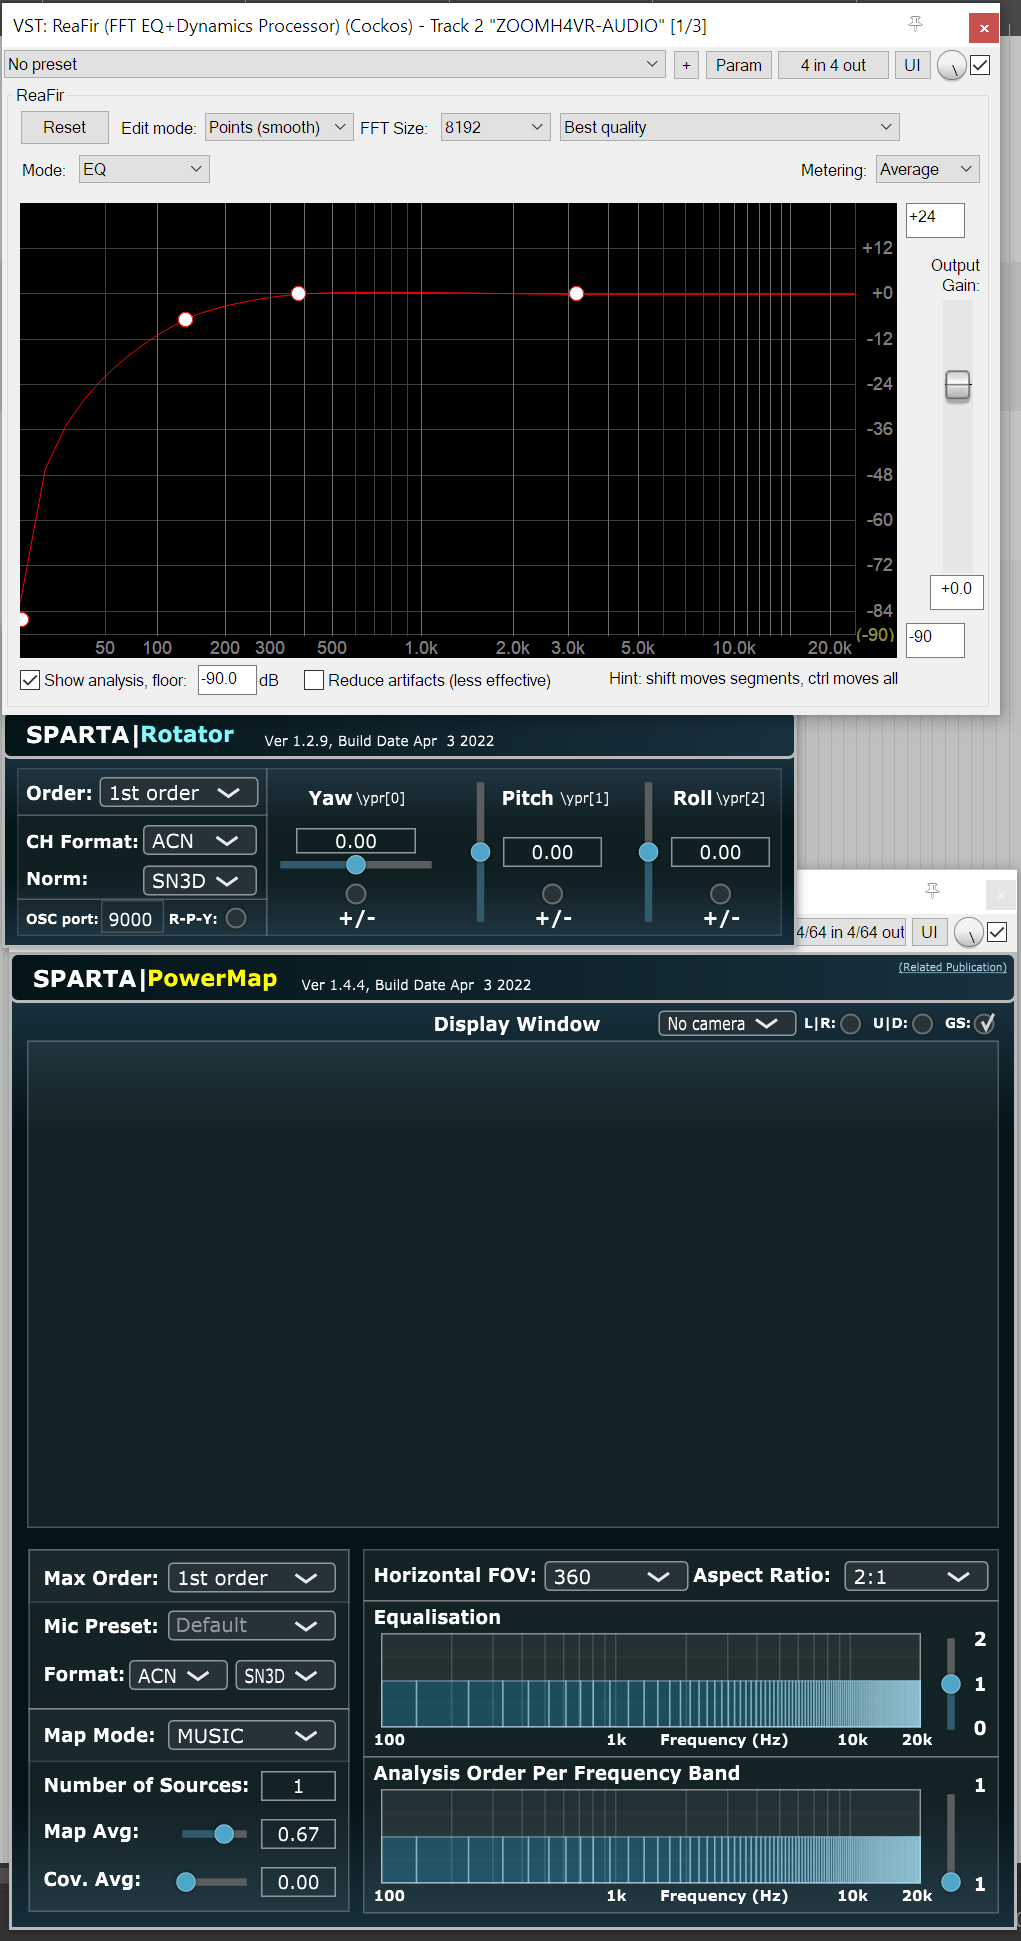 VST: ReaFir (FFT EQ+Dynamics Processor) (Cockos) - Track 2 "ZOOMH4VR-AUDIO" [1/3]
No preset + Param 4 in 4 out UI
ReaFir
Reset Edit mode: Points (smooth) FFT Size: 8192 Best quality
Mode: EQ Metering: Average
+24
+12
Output
Gain:
+0
-12
-24
-36
-48
-60
-72
+0.0
-84
(-90) -90
50 100 200 300 500 1.0k 2.0k 3.0k 5.0k 10.0k 20.0k
Show analysis, floor: -90.0 dB Reduce artifacts (less effective) Hint: shift moves segments, ctrl moves all
SPARTA|Rotator Ver 1.2.9, Build Date Apr 3 2022
Order: 1st order Yaw \ypr[0] Pitch \ypr[1] Roll \ypr[2]
CH Format: ACN 0.00 0.00 0.00
Norm: SN3D
OSC port: 9000 R-P-Y: +/- +/- +/-
4/64 in 4/64 out UI
SPARTA|PowerMap Ver 1.4.4, Build Date Apr 3 2022 (Related Publication)
Display Window No camera L|R: U|D: GS:
Max Order: 1st order
Mic Preset: Default
Format: ACN SN3D
Map Mode: MUSIC
Number of Sources: 1
Map Avg: 0.67
Cov. Avg: 0.00
Horizontal FOV: 360 Aspect Ratio: 2:1
Equalisation
2
1
0
100 1k Frequency (Hz) 10k 20k
Analysis Order Per Frequency Band
1
1
100 1k Frequency (Hz) 10k 20k